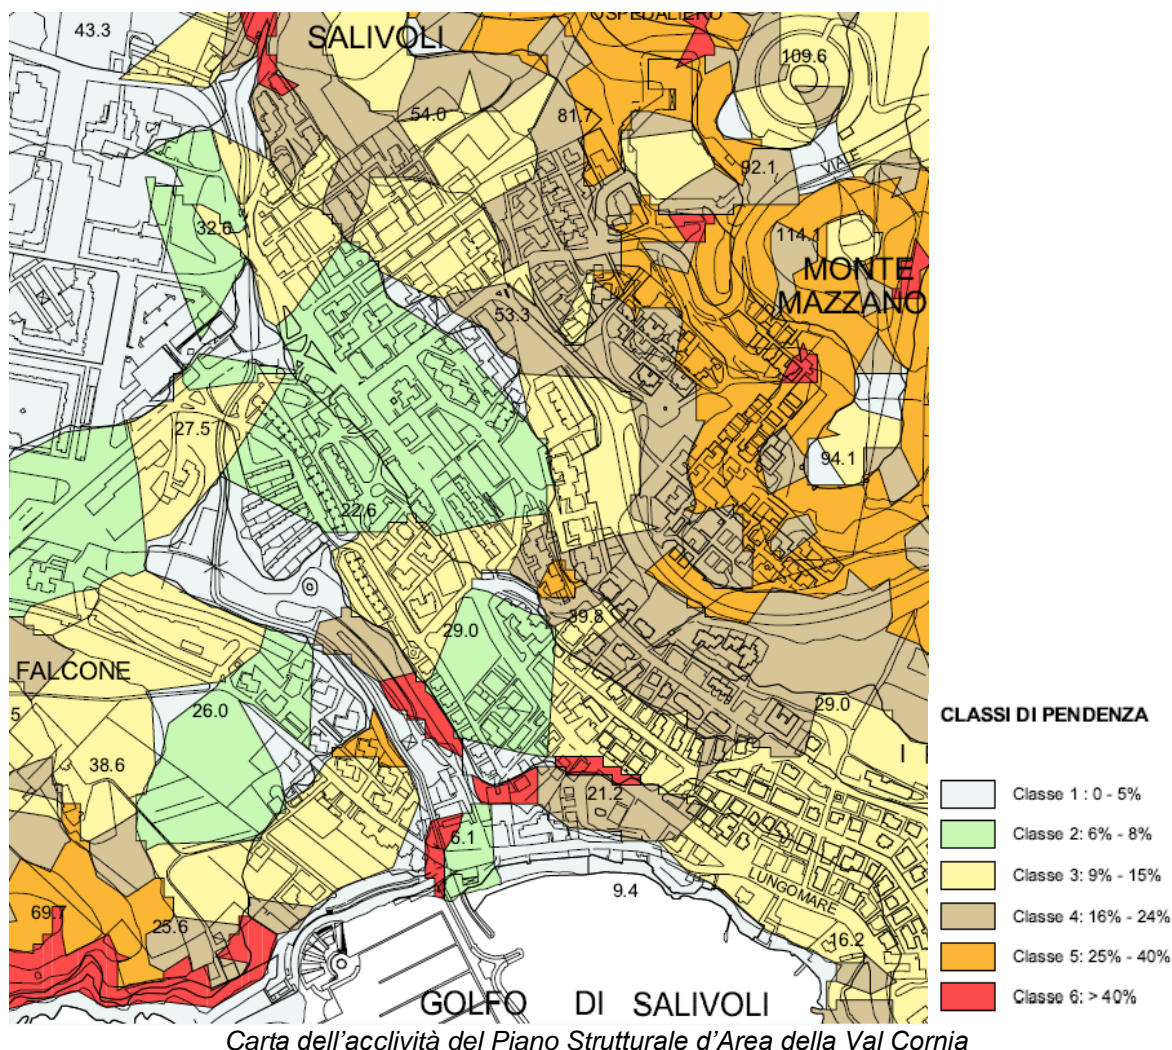 43.3
SALIVOLI
OSPEDALIERO
109.6
54.0
81.7
92.1
VIALE
32.6
114.1
MONTE
MAZZANO
53.3
27.5
94.1
22.6
39.8
29.0
FALCONE
26.0
29.0
5
38.6
21.2
6.1
9.4
LUNGOMARE
69.7
25.6
16.2
GOLFO DI SALIVOLI
CLASSI DI PENDENZA
Classe 1 : 0 - 5%
Classe 2: 6% - 8%
Classe 3: 9% - 15%
Classe 4: 16% - 24%
Classe 5: 25% - 40%
Classe 6: > 40%
Carta dell'acclività del Piano Strutturale d'Area della Val Cornia